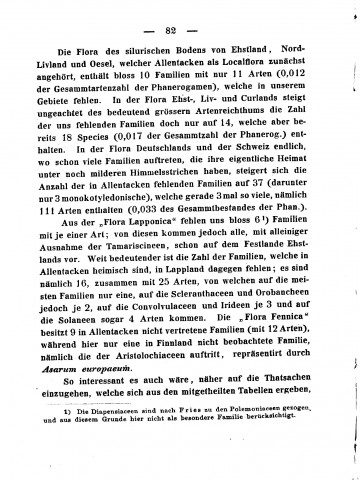 — 82 —
Die Flora des silurischen Bodens von Ehstland, Nord-
Livland und Oesel, welcher Allentacken als Localflora zunächst
angehört, enthält bloss 10 Familien mit nur 11 Arten (0,012
der Gesammtartenzahl der Phanerogamen), welche in unserem
Gebiete fehlen. In der Flora Ehst-, Liv- und Curlands steigt
ungeachtet des bedeutend grössern Artenreichthums die Zahl
der uns fehlenden Familien doch nur auf 14, welche aber be-
reits 18 Species (0,017 der Gesammtzahl der Phanerog.) ent-
halten. In der Flora Deutschlands und der Schweiz endlich,
wo schon viele Familien auftreten, die ihre eigentliche Heimat
unter noch milderen Himmelsstrichen haben, steigert sich die
Anzahl der in Allentacken fehlenden Familien auf 37 (darunter
nur 3 monokotyledonische), welche gerade 3 mal so viele, nämlich
111 Arten enthalten (0,033 des Gesammtbestandes der Phan.).
Aus der „Flora Lapponica" fehlen uns bloss 6¹) Familien
mit je einer Art; von diesen kommen jedoch alle, mit alleiniger
Ausnahme der Tamariscineen, schon auf dem Festlande Ehst-
lands vor. Weit bedeutender ist die Zahl der Familien, welche in
Allentacken heimisch sind, in Lappland dagegen fehlen; es sind
nämlich 16, zusammen mit 25 Arten, von welchen auf die mei-
sten Familien nur eine, auf die Scleranthaceen und Orobancheen
jedoch je 2, auf die Convolvulaceen und Irideen je 3 und auf
die Solaneen sogar 4 Arten kommen. Die „Flora Fennica"
besitzt 9 in Allentacken nicht vertretene Familien (mit 12 Arten),
während hier nur eine in Finnland nicht beobachtete Familie,
nämlich die der Aristolochiaceen auftritt, repräsentirt durch
Asarum europaeum.
So interessant es auch wäre, näher auf die Thatsachen
einzugehen, welche sich aus den mitgetheilten Tabellen ergeben,
1) Die Diapensiaceen sind nach Fries zu den Polemoniaceen gezogen,
und aus diesem Grunde hier nicht als besondere Familie berücksichtigt.